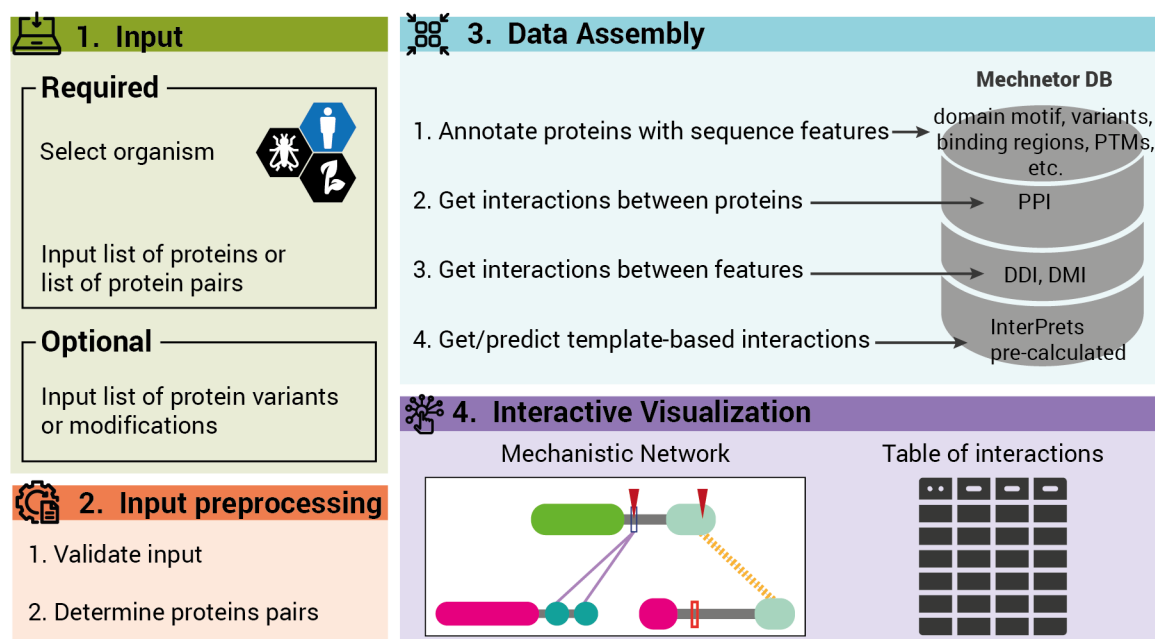 1. Input
Required
Select organism
Input list of proteins or
list of protein pairs
Optional
Input list of protein variants
or modifications
2. Input preprocessing
1. Validate input
2. Determine proteins pairs
3. Data Assembly
Mechnetor DB
1. Annotate proteins with sequence features
domain motif, variants,
binding regions, PTMs,
etc.
2. Get interactions between proteins
PPI
3. Get interactions between features
DDI, DMI
4. Get/predict template-based interactions
InterPrets
pre-calculated
4. Interactive Visualization
Mechanistic Network
Table of interactions